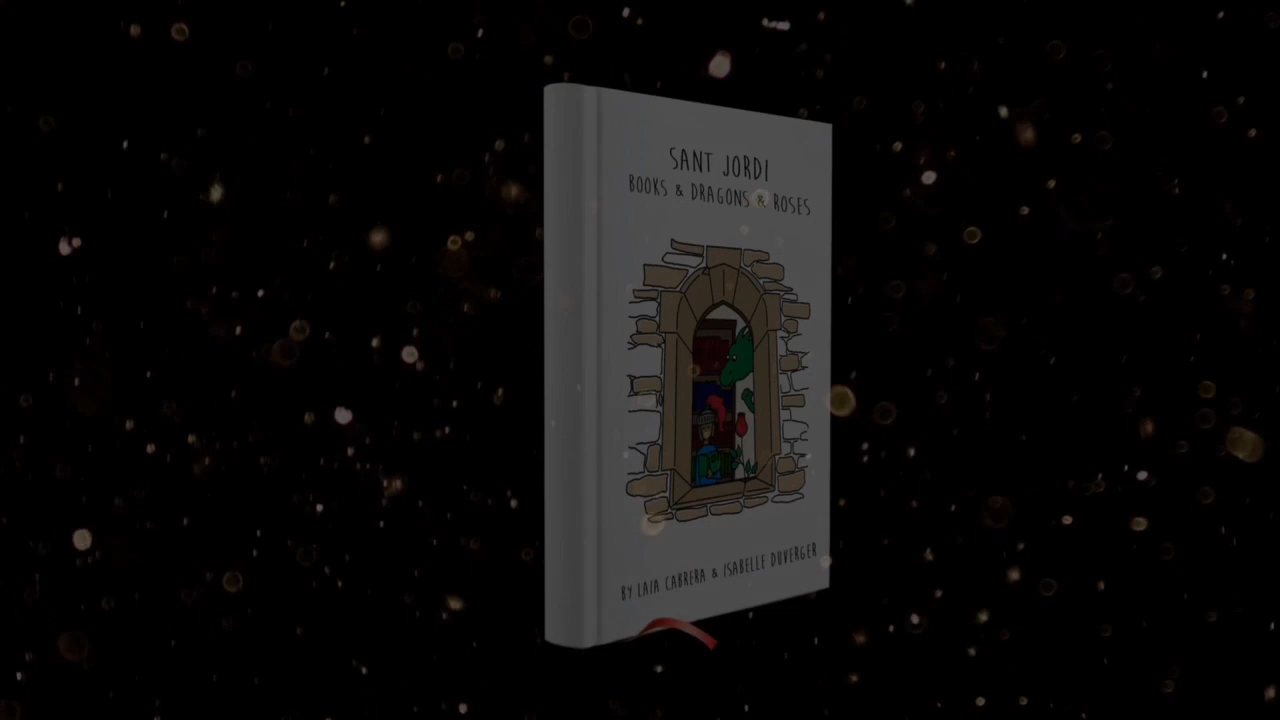 SANT JORDI
BOOKS & DRAGONS & ROSES
BY LAIA CABRERA & ISABELLE DUVERGER